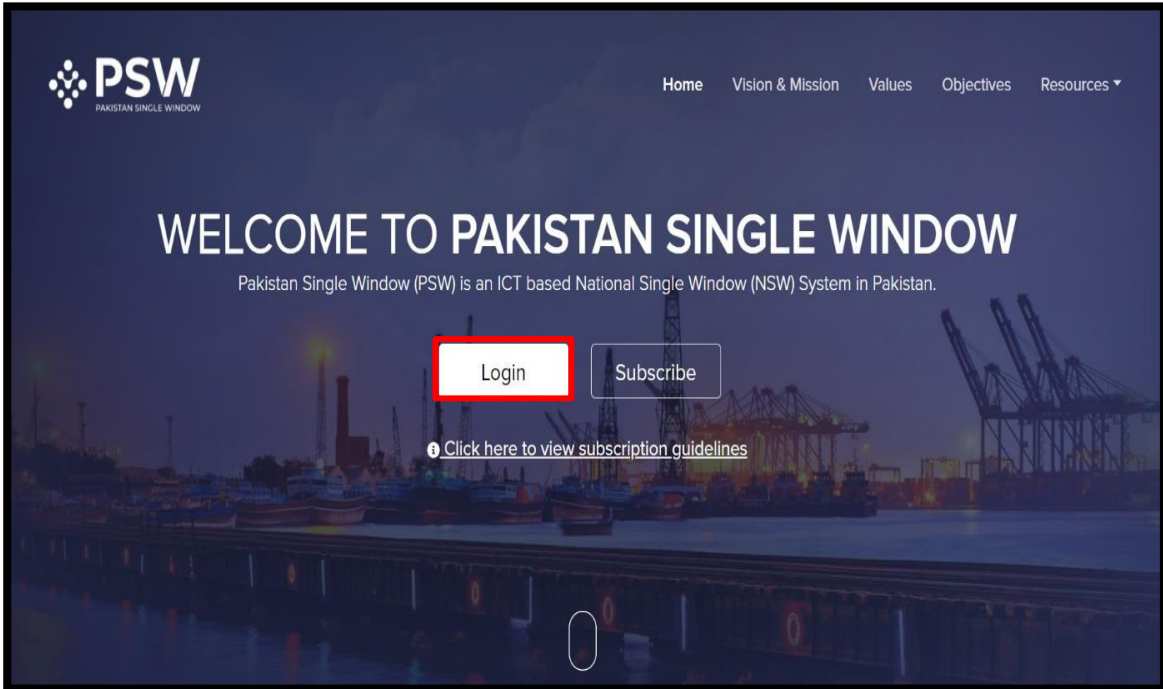 PSW
PAKISTAN SINGLE WINDOW
Home Vision & Mission Values Objectives Resources
WELCOME TO PAKISTAN SINGLE WINDOW
Pakistan Single Window (PSW) is an ICT based National Single Window (NSW) System in Pakistan.
Login Subscribe
Click here to view subscription guidelines